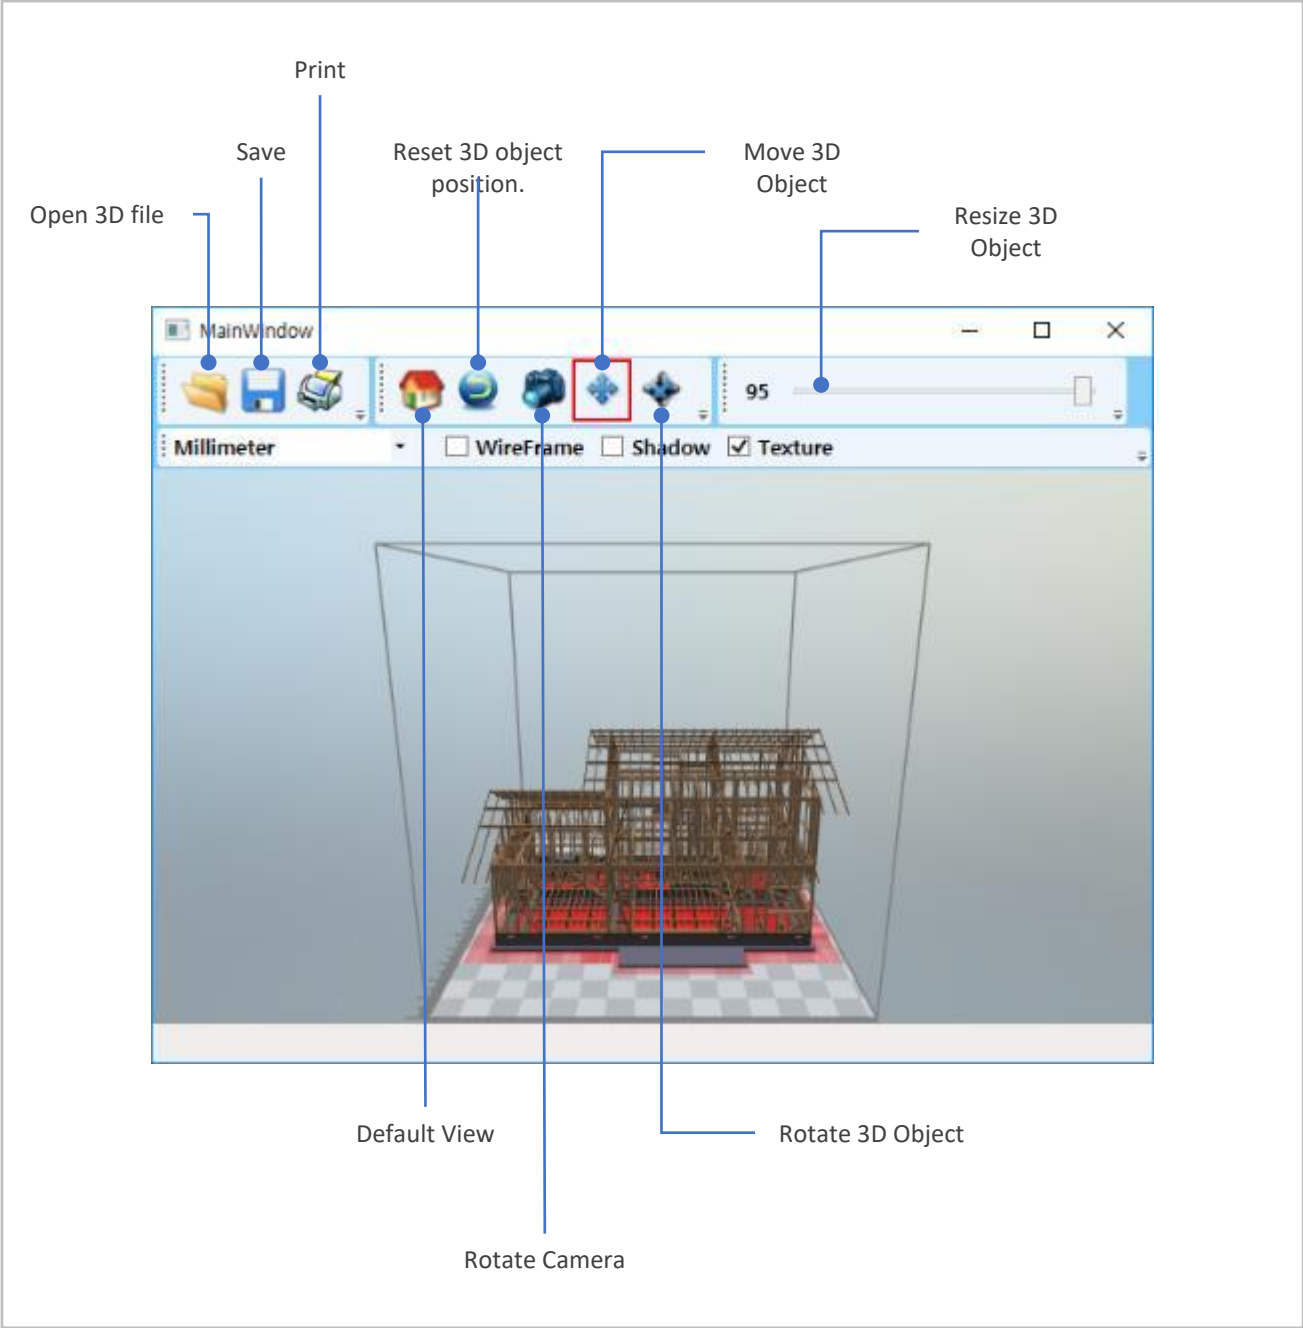 Print
Save
Reset 3D object
position.
Move 3D
Object
Open 3D file
Resize 3D
Object
MainWindow
95
Millimeter
WireFrame
Shadow
Texture
Default View
Rotate 3D Object
Rotate Camera